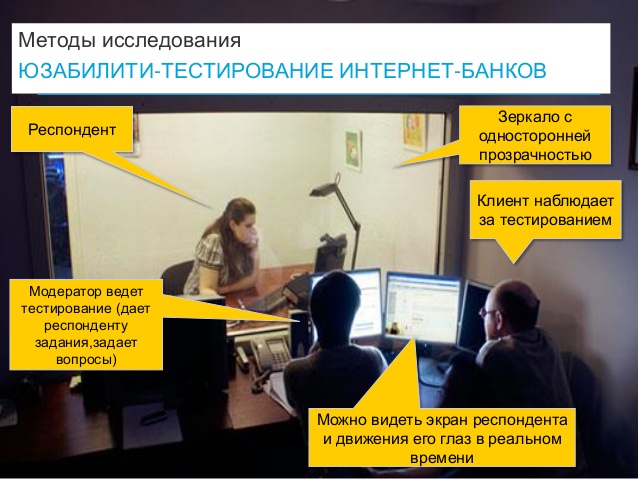 Методы исследования
ЮЗАБИЛИТИ-ТЕСТИРОВАНИЕ ИНТЕРНЕТ-БАНКОВ
Респондент
Зеркало с
односторонней
прозрачностью
Клиент наблюдает
за тестированием
Модератор ведет
тестирование (дает
респонденту
задания,задает
вопросы)
Можно видеть экран респондента
и движения его глаз в реальном
времени